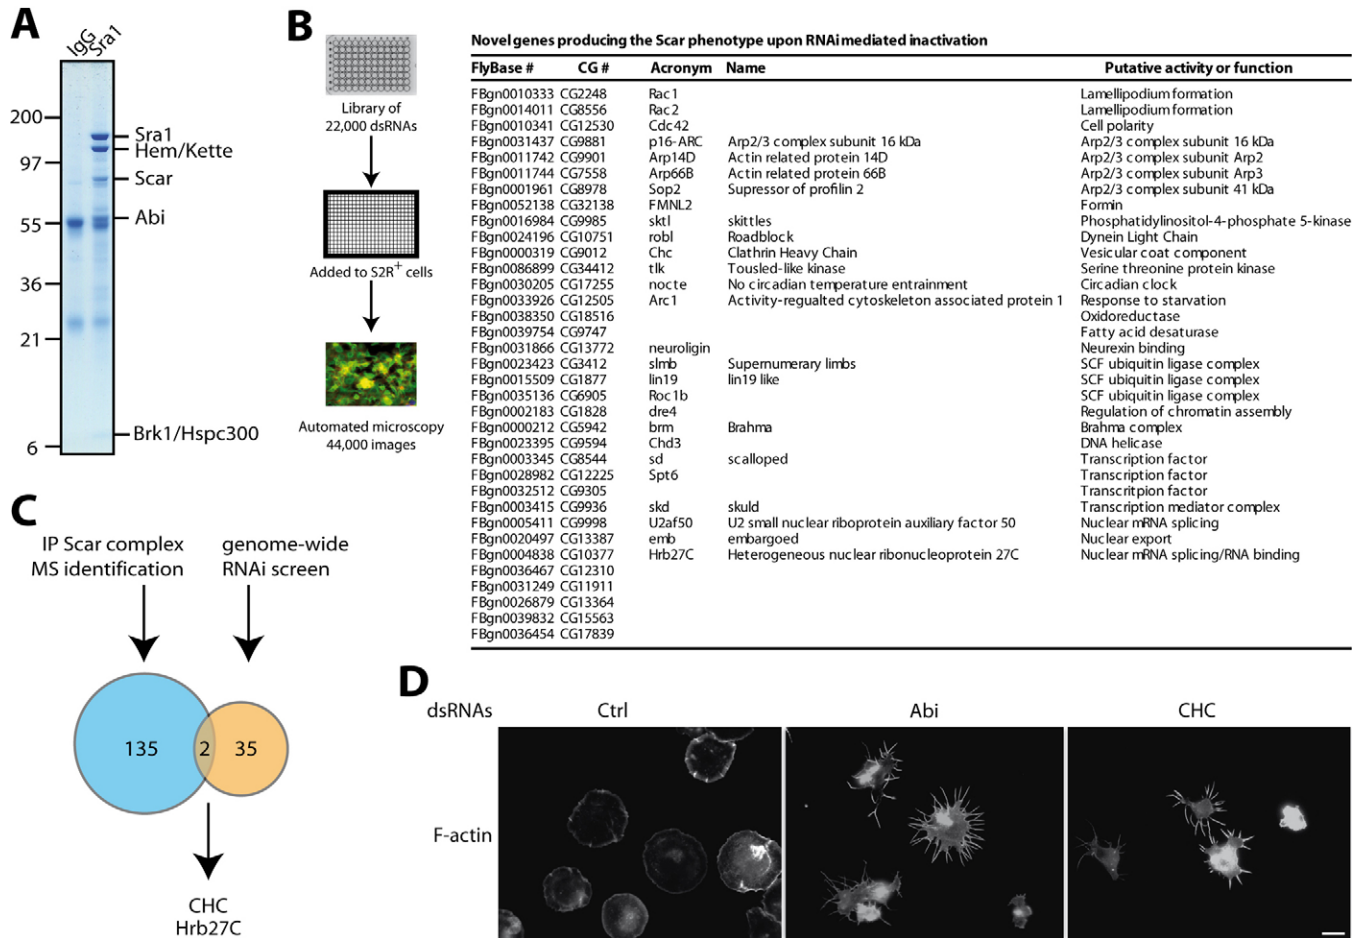 A
IgG
Sra1
200
97
55
36
21
6
Sra1
Hem/Kette
Scar
Abi
Brk1/Hspc300
B
Library of
22,000 dsRNAs
Added to S2R+ cells
Automated microscopy
44,000 images
Novel genes producing the Scar phenotype upon RNAi mediated inactivation
FlyBase # CG # Acronym Name Putative activity or function
FBgn0010333 CG2248 Rac1 Lamellipodium formation
FBgn0014011 CG8556 Rac2 Lamellipodium formation
FBgn0010341 CG12530 Cdc42 Cell polarity
FBgn0031437 CG9881 p16-ARC Arp2/3 complex subunit 16 kDa Arp2/3 complex subunit 16 kDa
FBgn0011742 CG9901 Arp14D Actin related protein 14D Arp2/3 complex subunit Arp2
FBgn0011744 CG7558 Arp66B Actin related protein 66B Arp2/3 complex subunit Arp3
FBgn0001961 CG8978 Sop2 Supressor of profilin 2 Arp2/3 complex subunit 41 kDa
FBgn0052138 CG32138 FMNL2 Formin
FBgn0016984 CG9985 sktl skittles Phosphatidylinositol-4-phosphate 5-kinase
FBgn0024196 CG10751 robl Roadblock Dynein Light Chain
FBgn0000319 CG9012 Chc Clathrin Heavy Chain Vesicular coat component
FBgn0086899 CG34412 tlk Tousled-like kinase Serine threonine protein kinase
FBgn0030205 CG17255 nocte No circadian temperature entrainment Circadian clock
FBgn0033926 CG12505 Arc1 Activity-regualted cytoskeleton associated protein 1 Response to starvation
FBgn0038350 CG18516 Oxidoreductase
FBgn0039754 CG9747 Fatty acid desaturase
FBgn0031866 CG13772 neuroligin Neurexin binding
FBgn0023423 CG3412 slmb Supernumerary limbs SCF ubiquitin ligase complex
FBgn0015509 CG1877 lin19 lin19 like SCF ubiquitin ligase complex
FBgn0035136 CG6905 Roc1b SCF ubiquitin ligase complex
FBgn0002183 CG1828 dre4 Regulation of chromatin assembly
FBgn0000212 CG5942 brm Brahma Brahma complex
FBgn0023395 CG9594 Chd3 DNA helicase
FBgn0003345 CG8544 sd scalloped Transcription factor
FBgn0028982 CG12225 Spt6 Transcription factor
FBgn0032512 CG9305 Transcritpion factor
FBgn0003415 CG9936 skd skuld Transcription mediator complex
FBgn0005411 CG9998 U2af50 U2 small nuclear riboprotein auxiliary factor 50 Nuclear mRNA splicing
FBgn0020497 CG13387 emb embargoed Nuclear export
FBgn0004838 CG10377 Hrb27C Heterogeneous nuclear ribonucleoprotein 27C Nuclear mRNA splicing/RNA binding
FBgn0036467 CG12310
FBgn0031249 CG11911
FBgn0026879 CG13364
FBgn0039832 CG15563
FBgn0036454 CG17839
C
IP Scar complex
MS identification
genome-wide
RNAi screen
135
2
35
CHC
Hrb27C
D
dsRNAs Ctrl Abi CHC
F-actin